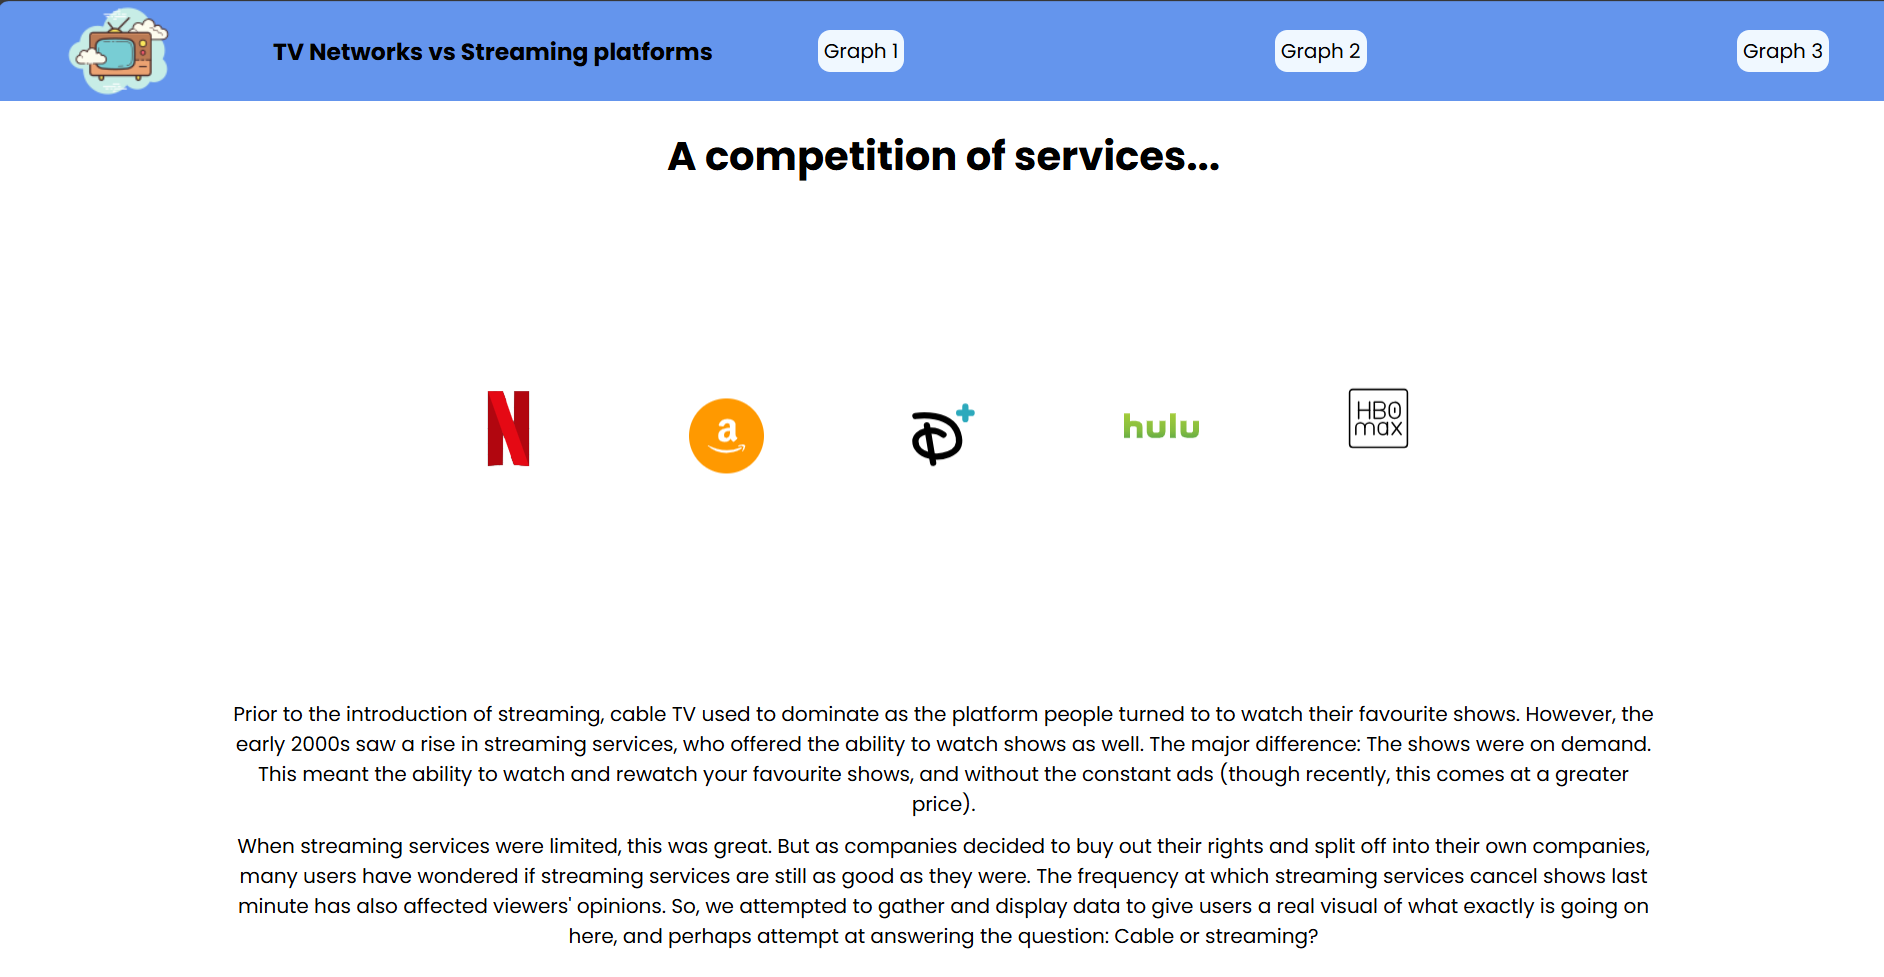 TV Networks vs Streaming platforms
Graph 1
Graph 2
Graph 3
A competition of services...
N
a
D+
hulu
HBO
max
Prior to the introduction of streaming, cable TV used to dominate as the platform people turned to to watch their favourite shows. However, the
early 2000s saw a rise in streaming services, who offered the ability to watch shows as well. The major difference: The shows were on demand.
This meant the ability to watch and rewatch your favourite shows, and without the constant ads (though recently, this comes at a greater
price).
When streaming services were limited, this was great. But as companies decided to buy out their rights and split off into their own companies,
many users have wondered if streaming services are still as good as they were. The frequency at which streaming services cancel shows last
minute has also affected viewers' opinions. So, we attempted to gather and display data to give users a real visual of what exactly is going on
here, and perhaps attempt at answering the question: Cable or streaming?